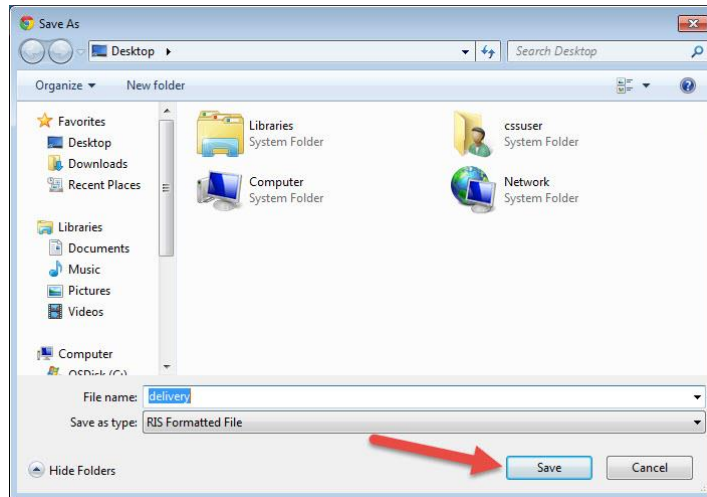 Save As
Desktop
Search Desktop
Organize
New folder
Favorites
Desktop
Downloads
Recent Places
Libraries
Documents
Music
Pictures
Videos
Computer
OSDisk (C:)
Libraries
System Folder
cssuser
System Folder
Computer
System Folder
Network
System Folder
File name: delivery
Save as type: RIS Formatted File
Hide Folders
Save
Cancel